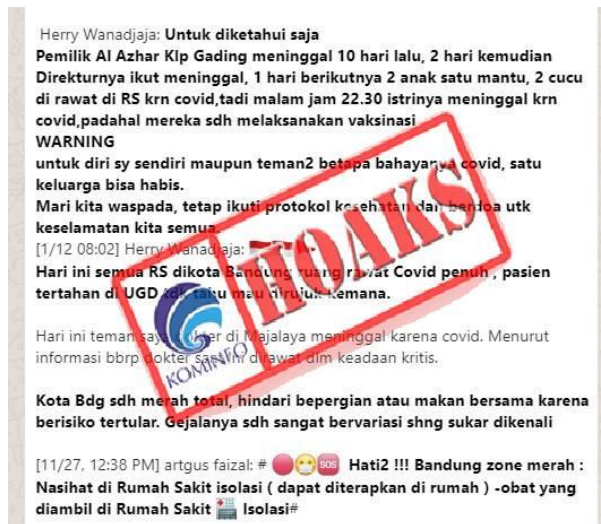 Herry Wanadjaja: Untuk diketahui saja
Pemilik Al Azhar Klp Gading meninggal 10 hari lalu, 2 hari kemudian
Direkturnya ikut meninggal, 1 hari berikutnya 2 anak satu mantu, 2 cucu
di rawat di RS krn covid,tadi malam jam 22.30 istrinya meninggal krn
covid,padahal mereka sdh melaksanakan vaksinasi
WARNING
untuk diri sy sendiri maupun teman2 betapa bahayanya covid, satu
keluarga bisa habis.
Mari kita waspada, tetap ikuti protokol kesehatan dan berdoa utk
keselamatan kita semua.
[1/12 08:02] Herry Wanadjaja:
Hari ini semua RS dikota Bandung ruang rawat Covid penuh , pasien
tertahan di UGD tdk tahu mau dirujuk kemana.
Hari ini teman saya dokter di Majalaya meninggal karena covid. Menurut
informasi bbrp dokter saat ini dirawat dlm keadaan kritis.
Kota Bdg sdh merah total, hindari bepergian atau makan bersama karena
berisiko tertular. Gejalanya sdh sangat bervariasi shng sukar dikenali
[11/27, 12:38 PM] artgus faizal: # 🔴😷🆘 Hati2 !!! Bandung zone merah :
Nasihat di Rumah Sakit isolasi ( dapat diterapkan di rumah ) -obat yang
diambil di Rumah Sakit 🏥 Isolasi#
HOAKS
KOMINFO